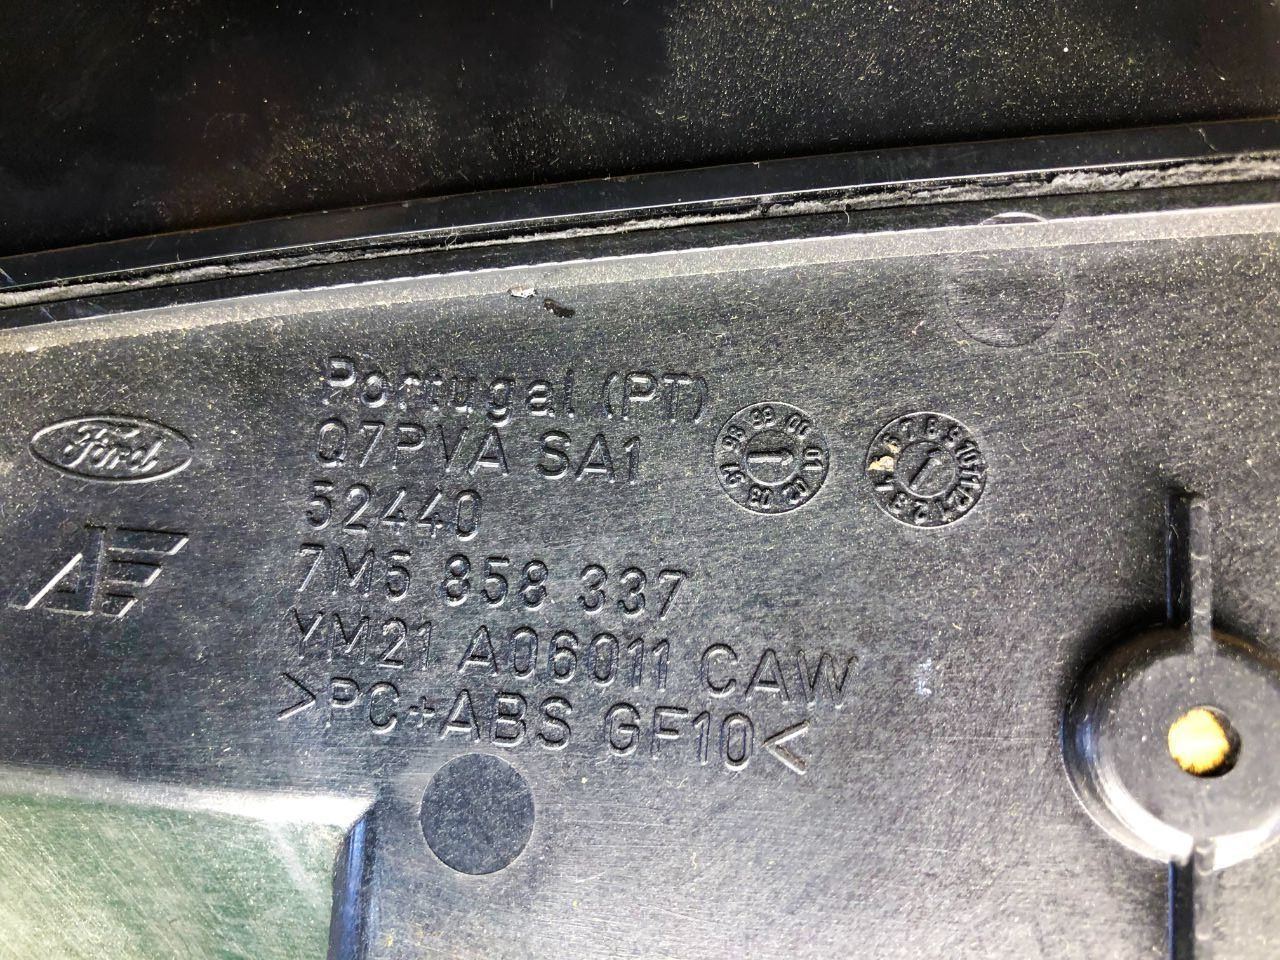 Portugal (PT)
Ford
Q7PVA SA1
52440
7M5 858 337
YM21 A06011 CAW
>PC+ABS GF10<